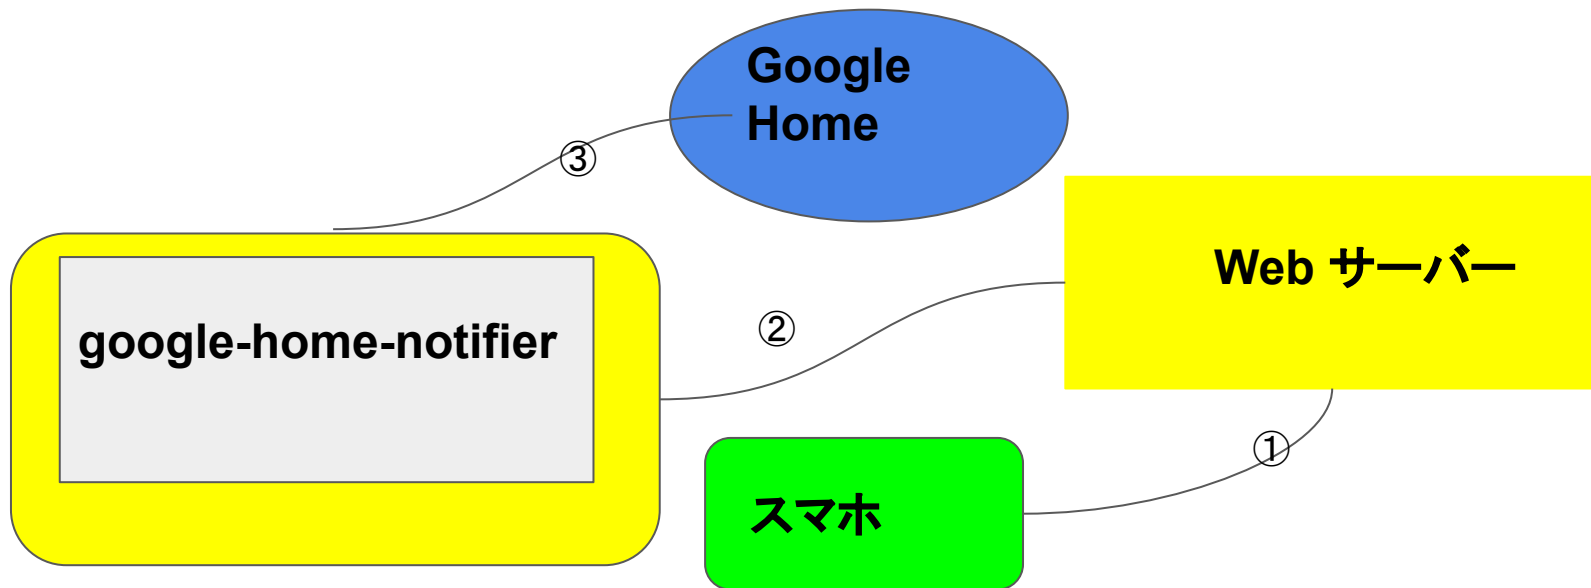 Google
Home
③
Web サーバー
②
google-home-notifier
①
スマホ